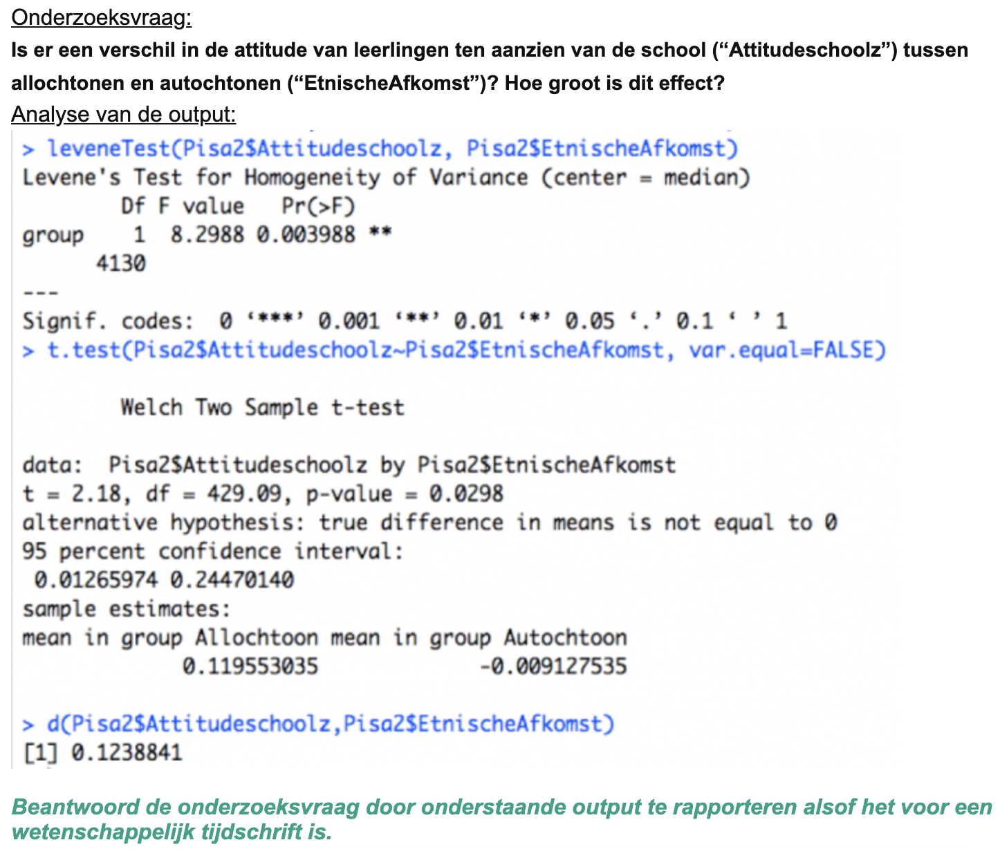 Onderzoeksvraag:
Is er een verschil in de attitude van leerlingen ten aanzien van de school (“Attitudeschoolz”) tussen
allochtonen en autochtonen (“EtnischeAfkomst”)? Hoe groot is dit effect?
Analyse van de output:
> leveneTest(Pisa2$Attitudeschoolz, Pisa2$EtnischeAfkomst)
Levene's Test for Homogeneity of Variance (center = median)
Df F value Pr(>F)
group 1 8.2988 0.003988 **
4130
---
Signif. codes: 0 ‘***’ 0.001 ‘**’ 0.01 ‘*’ 0.05 ‘.’ 0.1 ‘ ’ 1
> t.test(Pisa2$Attitudeschoolz~Pisa2$EtnischeAfkomst, var.equal=FALSE)
Welch Two Sample t-test
data: Pisa2$Attitudeschoolz by Pisa2$EtnischeAfkomst
t = 2.18, df = 429.09, p-value = 0.0298
alternative hypothesis: true difference in means is not equal to 0
95 percent confidence interval:
0.01265974 0.24470140
sample estimates:
mean in group Allochtoon mean in group Autochtoon
0.119553035 -0.009127535
> d(Pisa2$Attitudeschoolz,Pisa2$EtnischeAfkomst)
[1] 0.1238841
Beantwoord de onderzoeksvraag door onderstaande output te rapporteren alsof het voor een
wetenschappelijk tijdschrift is.